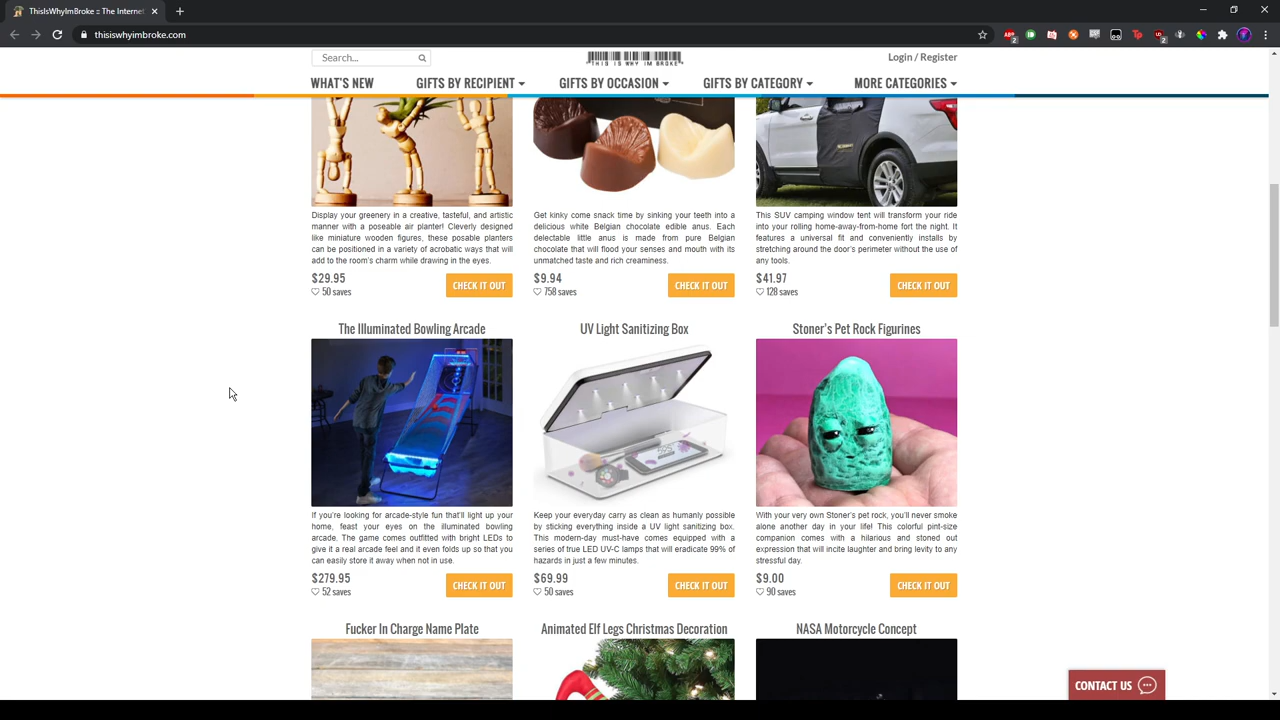 ThisIsWhyImBroke :: The Internet
thisiswhyimbroke.com
Search...
THIS IS WHY IM BROKE
Login / Register
WHAT'S NEW
GIFTS BY RECIPIENT
GIFTS BY OCCASION
GIFTS BY CATEGORY
MORE CATEGORIES
Display your greenery in a creative, tasteful, and artistic
manner with a poseable air planter! Cleverly designed
like miniature wooden figures, these posable planters
can be positioned in a variety of acrobatic ways that will
add to the room's charm while drawing in the eyes.
$29.95
50 saves
CHECK IT OUT
Get kinky come snack time by sinking your teeth into a
delicious white Belgian chocolate edible anus. Each
delectable little anus is made from pure Belgian
chocolate that will flood your senses and mouth with its
unmatched taste and rich creaminess.
$9.94
758 saves
CHECK IT OUT
This SUV camping window tent will transform your ride
into your rolling home-away-from-home fort the night. It
features a universal fit and conveniently installs by
stretching around the door's perimeter without the use of
any tools.
$41.97
128 saves
CHECK IT OUT
The Illuminated Bowling Arcade
If you're looking for arcade-style fun that'll light up your
home, feast your eyes on the illuminated bowling
arcade. The game comes outfitted with bright LEDs to
give it a real arcade feel and it even folds up so that you
can easily store it away when not in use.
$279.95
52 saves
CHECK IT OUT
UV Light Sanitizing Box
Keep your everyday carry as clean as humanly possible
by sticking everything inside a UV light sanitizing box.
This modern-day must-have comes equipped with a
series of true LED UV-C lamps that will eradicate 99% of
hazards in just a few minutes.
$69.99
50 saves
CHECK IT OUT
Stoner's Pet Rock Figurines
With your very own Stoner's pet rock, you'll never smoke
alone another day in your life! This colorful pint-size
companion comes with a hilarious and stoned out
expression that will incite laughter and bring levity to any
stressful day.
$9.00
90 saves
CHECK IT OUT
Fucker In Charge Name Plate
Animated Elf Legs Christmas Decoration
NASA Motorcycle Concept
CONTACT US